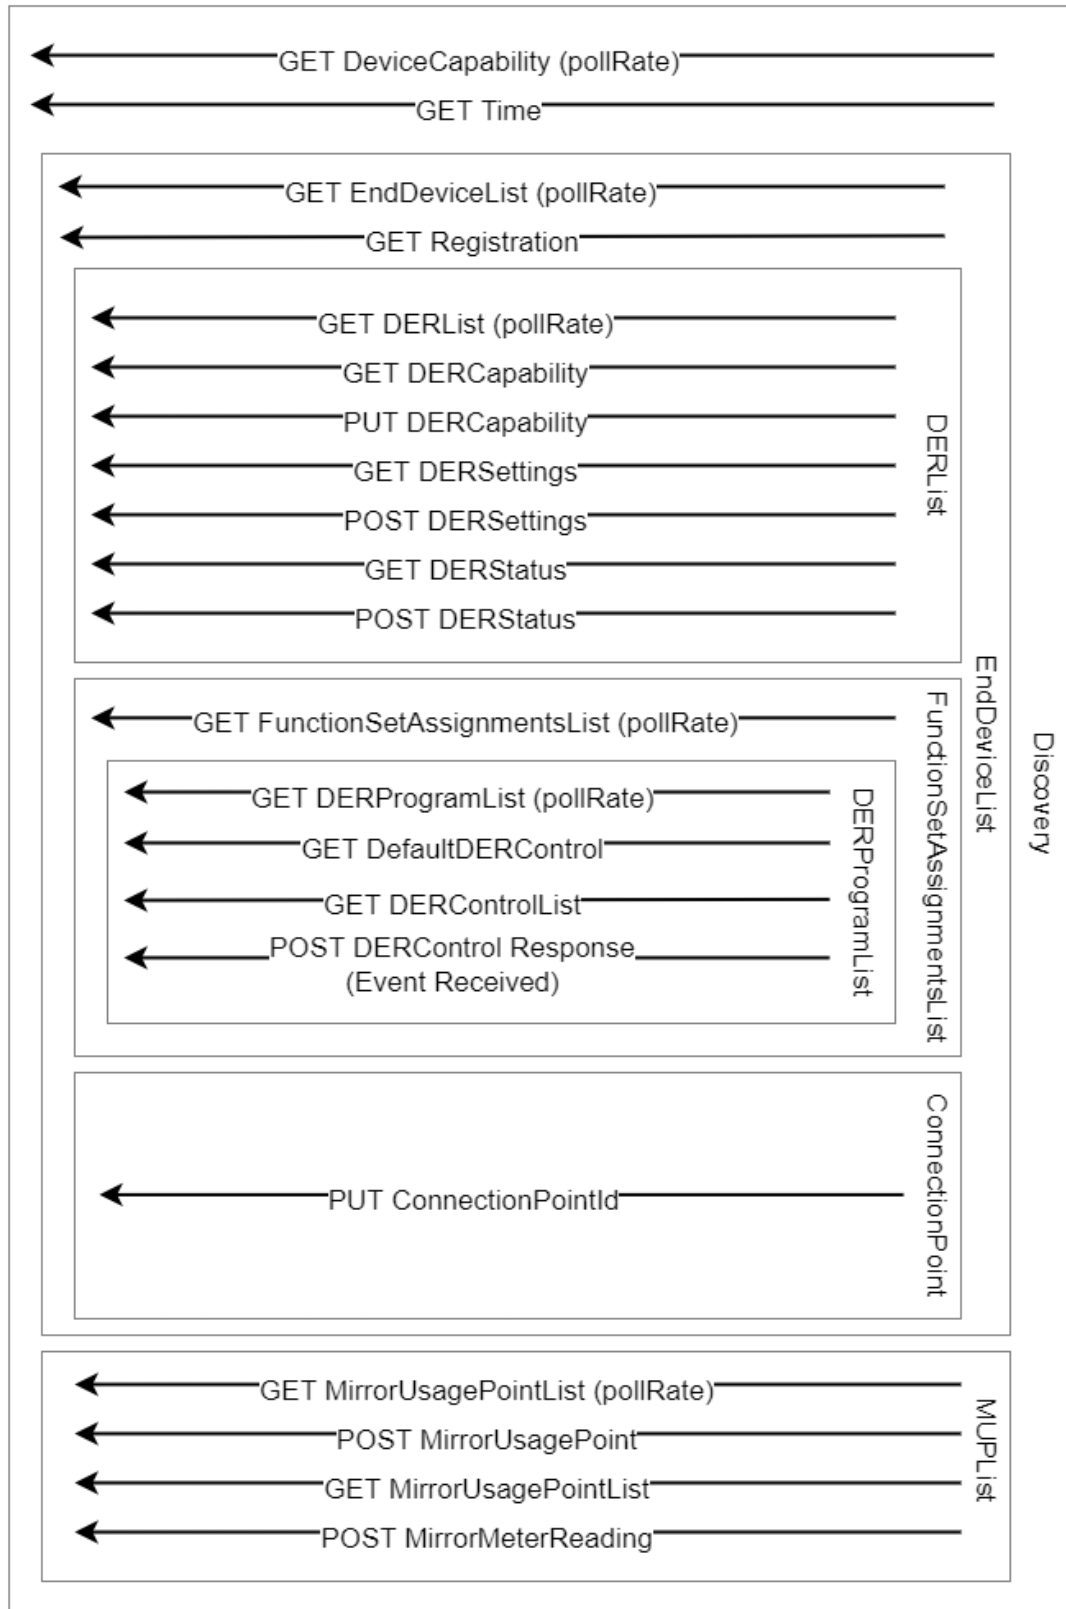 GET DeviceCapability (pollRate)
GET Time
GET EndDeviceList (pollRate)
GET Registration
GET DERList (pollRate)
GET DERCapability
PUT DERCapability
GET DERSettings
POST DERSettings
GET DERStatus
POST DERStatus
DERList
GET FunctionSetAssignmentsList (pollRate)
GET DERProgramList (pollRate)
GET DefaultDERControl
GET DERControlList
POST DERControl Response
(Event Received)
DERProgramList
FunctionSetAssignmentsList
PUT ConnectionPointId
ConnectionPoint
EndDeviceList
GET MirrorUsagePointList (pollRate)
POST MirrorUsagePoint
GET MirrorUsagePointList
POST MirrorMeterReading
MUPList
Discovery